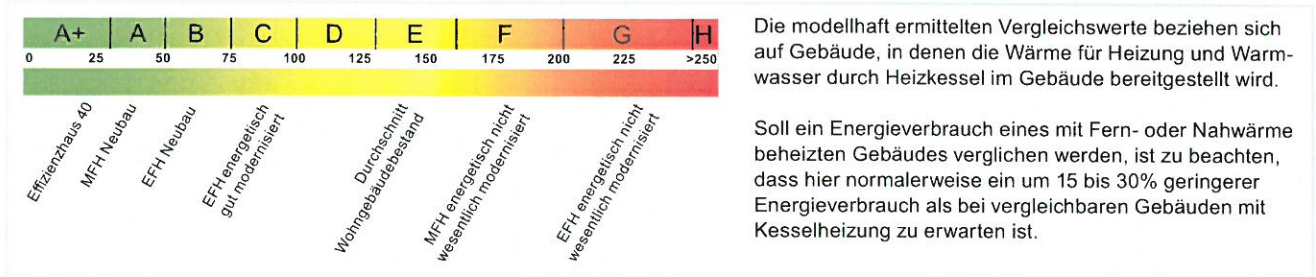 A+ A B C D E F G H
0 25 50 75 100 125 150 175 200 225 >250
Effizienzhaus 40
MFH Neubau
EFH Neubau
EFH energetisch
gut modernisiert
Durchschnitt
Wohngebäudebestand
MFH energetisch nicht
wesentlich modernisiert
EFH energetisch nicht
wesentlich modernisiert
Die modellhaft ermittelten Vergleichswerte beziehen sich
auf Gebäude, in denen die Wärme für Heizung und Warm-
wasser durch Heizkessel im Gebäude bereitgestellt wird.
Soll ein Energieverbrauch eines mit Fern- oder Nahwärme
beheizten Gebäudes verglichen werden, ist zu beachten,
dass hier normalerweise ein um 15 bis 30% geringerer
Energieverbrauch als bei vergleichbaren Gebäuden mit
Kesselheizung zu erwarten ist.